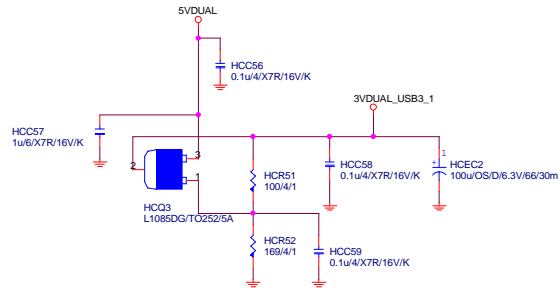 5VDUAL
HCC56
0.1u/4/X7R/16V/K
3VDUAL_USB3_1
HCC57
1u/6/X7R/16V/K
2
3
1
HCQ3
L1085DG/TO252/5A
HCR51
100/4/1
HCC58
0.1u/4/X7R/16V/K
1
+
HCEC2
100u/OS/D/6.3V/66/30m
HCR52
169/4/1
HCC59
0.1u/4/X7R/16V/K